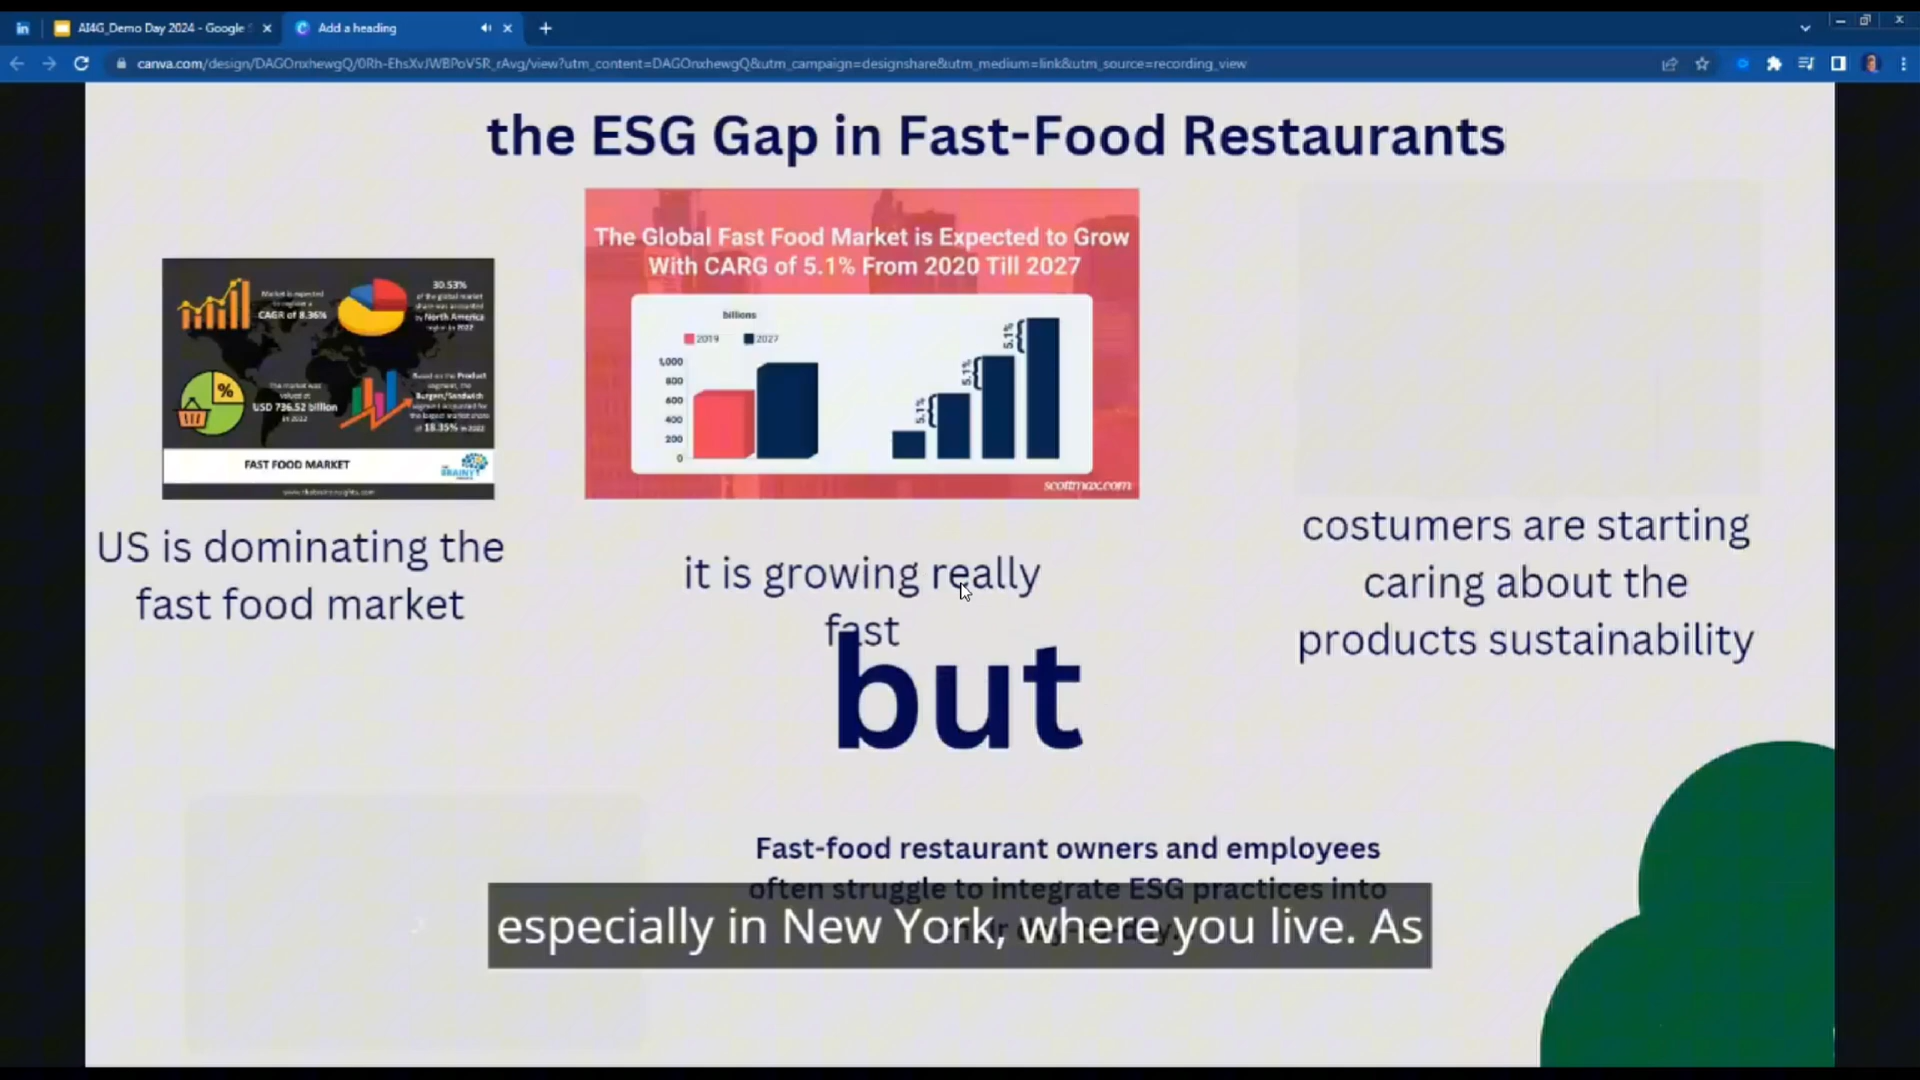 AI4G_Demo Day 2024 - Google S
Add a heading
canva.com/design/DAGOnxhewgQ/0Rh-EhsXvJWBPoV5R_rAvg/view?utm_content=DAGOnxhewgQ&utm_campaign=designshare&utm_medium=link&utm_source=recording_view
the ESG Gap in Fast-Food Restaurants
Market is expected
to register a
CAGR of 8.36%
30.53%
of the global market
share was accounted
by North America
region in 2022
%
The market was
valued at
USD 736.52 billion
in 2022
Based on the Product
segment, the
Burgers/Sandwich
segment accounted for
the largest market share
of 18.35% in 2022
FAST FOOD MARKET
THE
BRAINY
INSIGHTS
www.thebrainyinsights.com
US is dominating the
fast food market
The Global Fast Food Market is Expected to Grow
With CARG of 5.1% From 2020 Till 2027
billions
2019
2027
1,000
800
600
400
200
0
5.1%
5.1%
5.1%
scottmax.com
it is growing really
fast
costumers are starting
caring about the
products sustainability
but
Fast-food restaurant owners and employees
often struggle to integrate ESG practices into
especially in New York, where you live. As